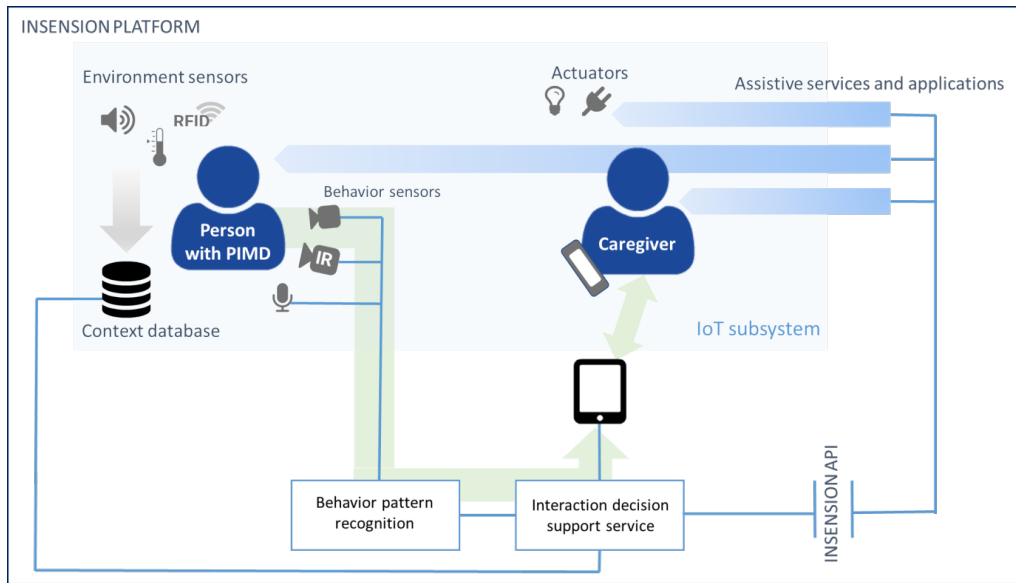 INSENSION PLATFORM
Environment sensors
Actuators
Assistive services and applications
RFID
Behavior sensors
Person
with PIMD
IR
Caregiver
Context database
IoT subsystem
Behavior pattern
recognition
Interaction decision
support service
INSENSION API